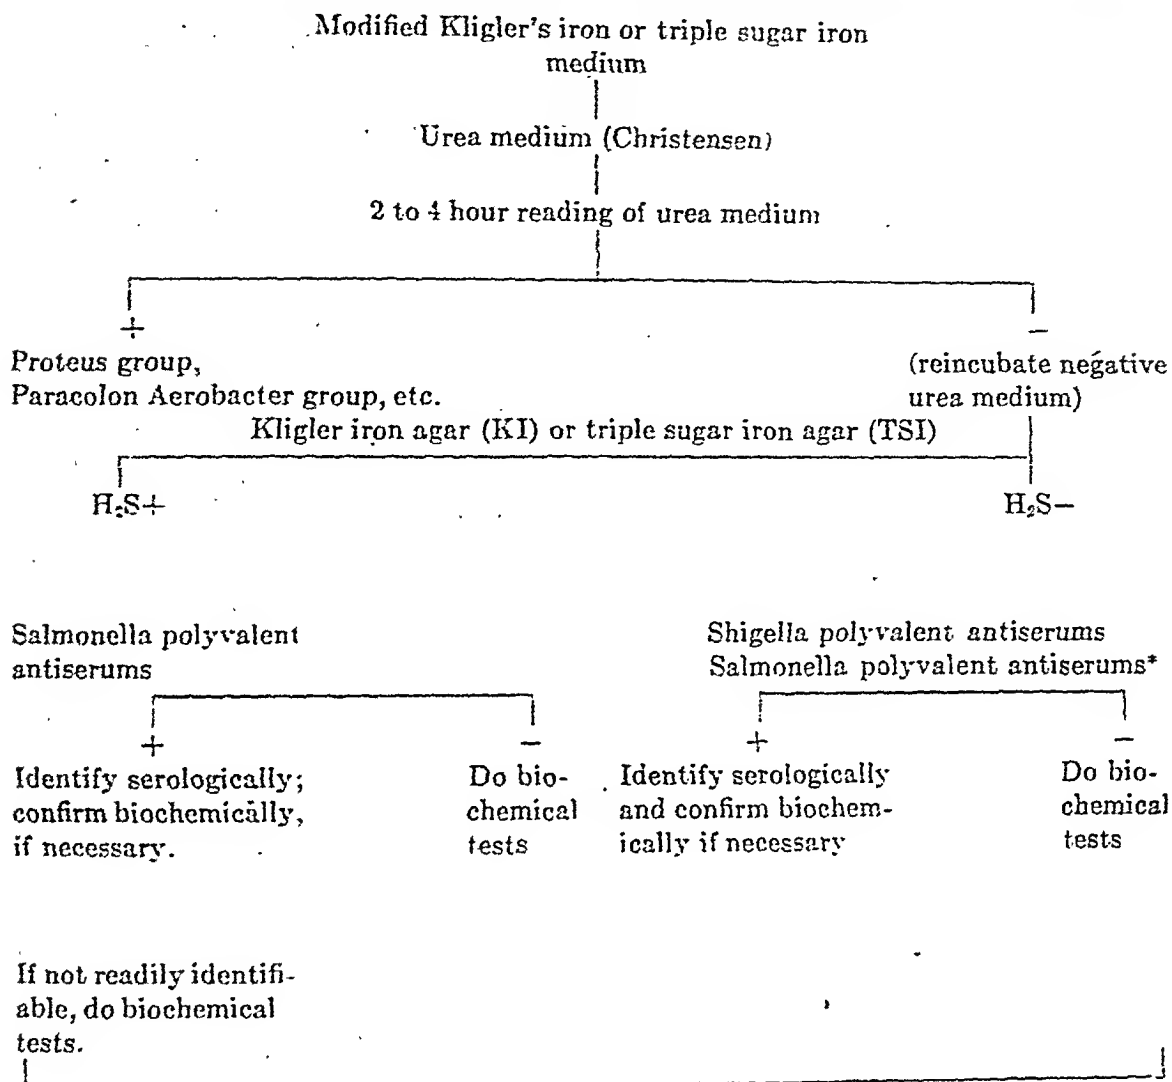 Modified Kligler's iron or triple sugar iron
medium
Urea medium (Christensen)
2 to 4 hour reading of urea medium
+
−
Proteus group,
Paracolon Aerobacter group, etc.
(reincubate negative
urea medium)
Kligler iron agar (KI) or triple sugar iron agar (TSI)
H₂S+
H₂S−
Salmonella polyvalent
antiserums
Shigella polyvalent antiserums
Salmonella polyvalent antiserums*
+
−
+
−
Identify serologically;
confirm biochemically,
if necessary.
Do bio-
chemical
tests
Identify serologically
and confirm biochem-
ically if necessary
Do bio-
chemical
tests
If not readily identifi-
able, do biochemical
tests.